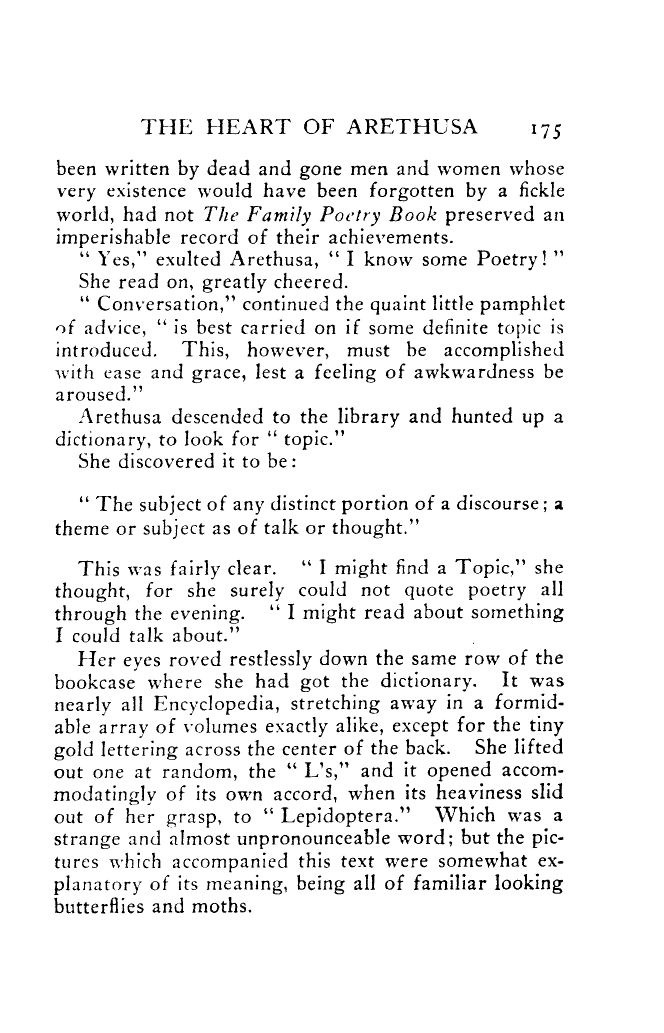 THE HEART OF ARETHUSA 175
been written by dead and gone men and women whose
very existence would have been forgotten by a fickle
world, had not The Family Poetry Book preserved an
imperishable record of their achievements.
“ Yes,” exulted Arethusa, “ I know some Poetry! ”
She read on, greatly cheered.
“ Conversation,” continued the quaint little pamphlet
of advice, “ is best carried on if some definite topic is
introduced. This, however, must be accomplished
with ease and grace, lest a feeling of awkwardness be
aroused.”
Arethusa descended to the library and hunted up a
dictionary, to look for “ topic.”
She discovered it to be:
“ The subject of any distinct portion of a discourse; a
theme or subject as of talk or thought.”
This was fairly clear. “ I might find a Topic,” she
thought, for she surely could not quote poetry all
through the evening. “ I might read about something
I could talk about.”
Her eyes roved restlessly down the same row of the
bookcase where she had got the dictionary. It was
nearly all Encyclopedia, stretching away in a formid-
able array of volumes exactly alike, except for the tiny
gold lettering across the center of the back. She lifted
out one at random, the “ L's,” and it opened accom-
modatingly of its own accord, when its heaviness slid
out of her grasp, to “ Lepidoptera.” Which was a
strange and almost unpronounceable word; but the pic-
tures which accompanied this text were somewhat ex-
planatory of its meaning, being all of familiar looking
butterflies and moths.